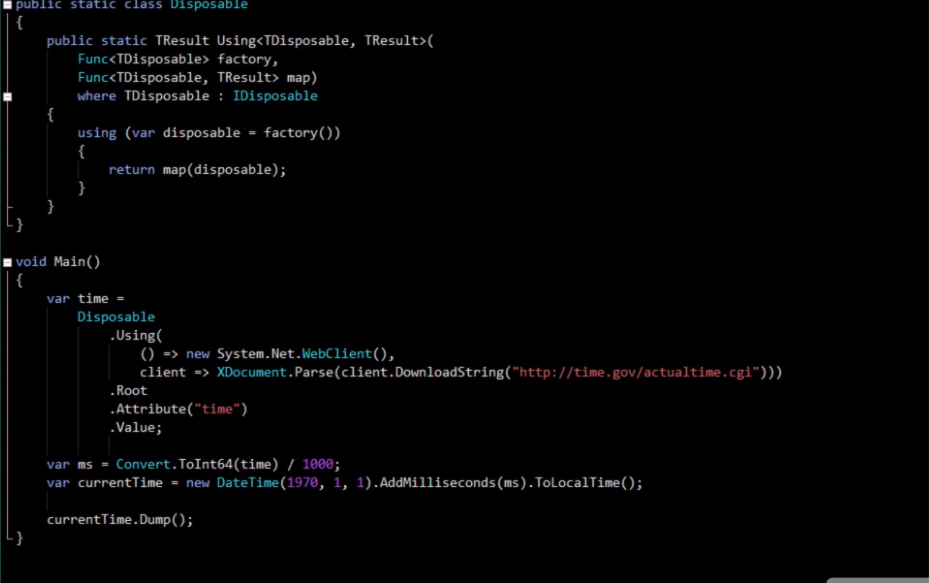 public static class Disposable
{
public static TResult Using<TDisposable, TResult>(
Func<TDisposable> factory,
Func<TDisposable, TResult> map)
where TDisposable : IDisposable
{
using (var disposable = factory())
{
return map(disposable);
}
}
}
void Main()
{
var time =
Disposable
.Using(
() => new System.Net.WebClient(),
client => XDocument.Parse(client.DownloadString("http://time.gov/actualtime.cgi")))
.Root
.Attribute("time")
.Value;
var ms = Convert.ToInt64(time) / 1000;
var currentTime = new DateTime(1970, 1, 1).AddMilliseconds(ms).ToLocalTime();
currentTime.Dump();
}